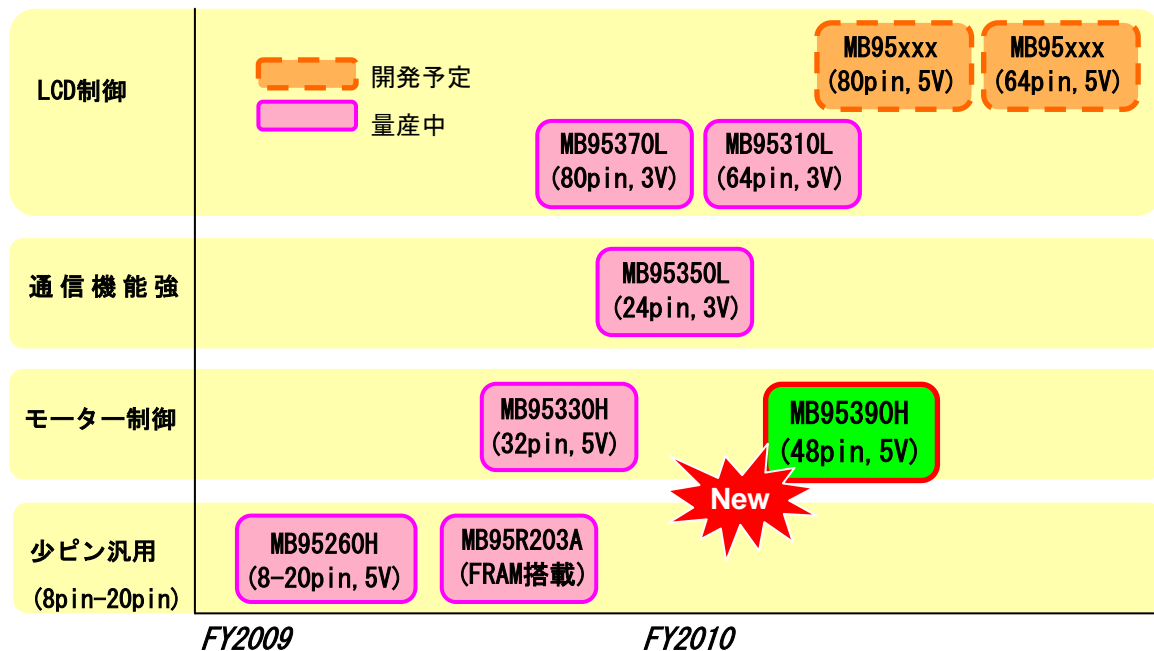 LCD制御
開発予定
量産中
MB95xxx
(80pin, 5V)
MB95xxx
(64pin, 5V)
MB95370L
(80pin, 3V)
MB95310L
(64pin, 3V)
通信機能強
MB95350L
(24pin, 3V)
モーター制御
MB95330H
(32pin, 5V)
MB95390H
(48pin, 5V)
New
少ピン汎用
(8pin-20pin)
MB95260H
(8-20pin, 5V)
MB95R203A
(FRAM搭載)
FY2009
FY2010